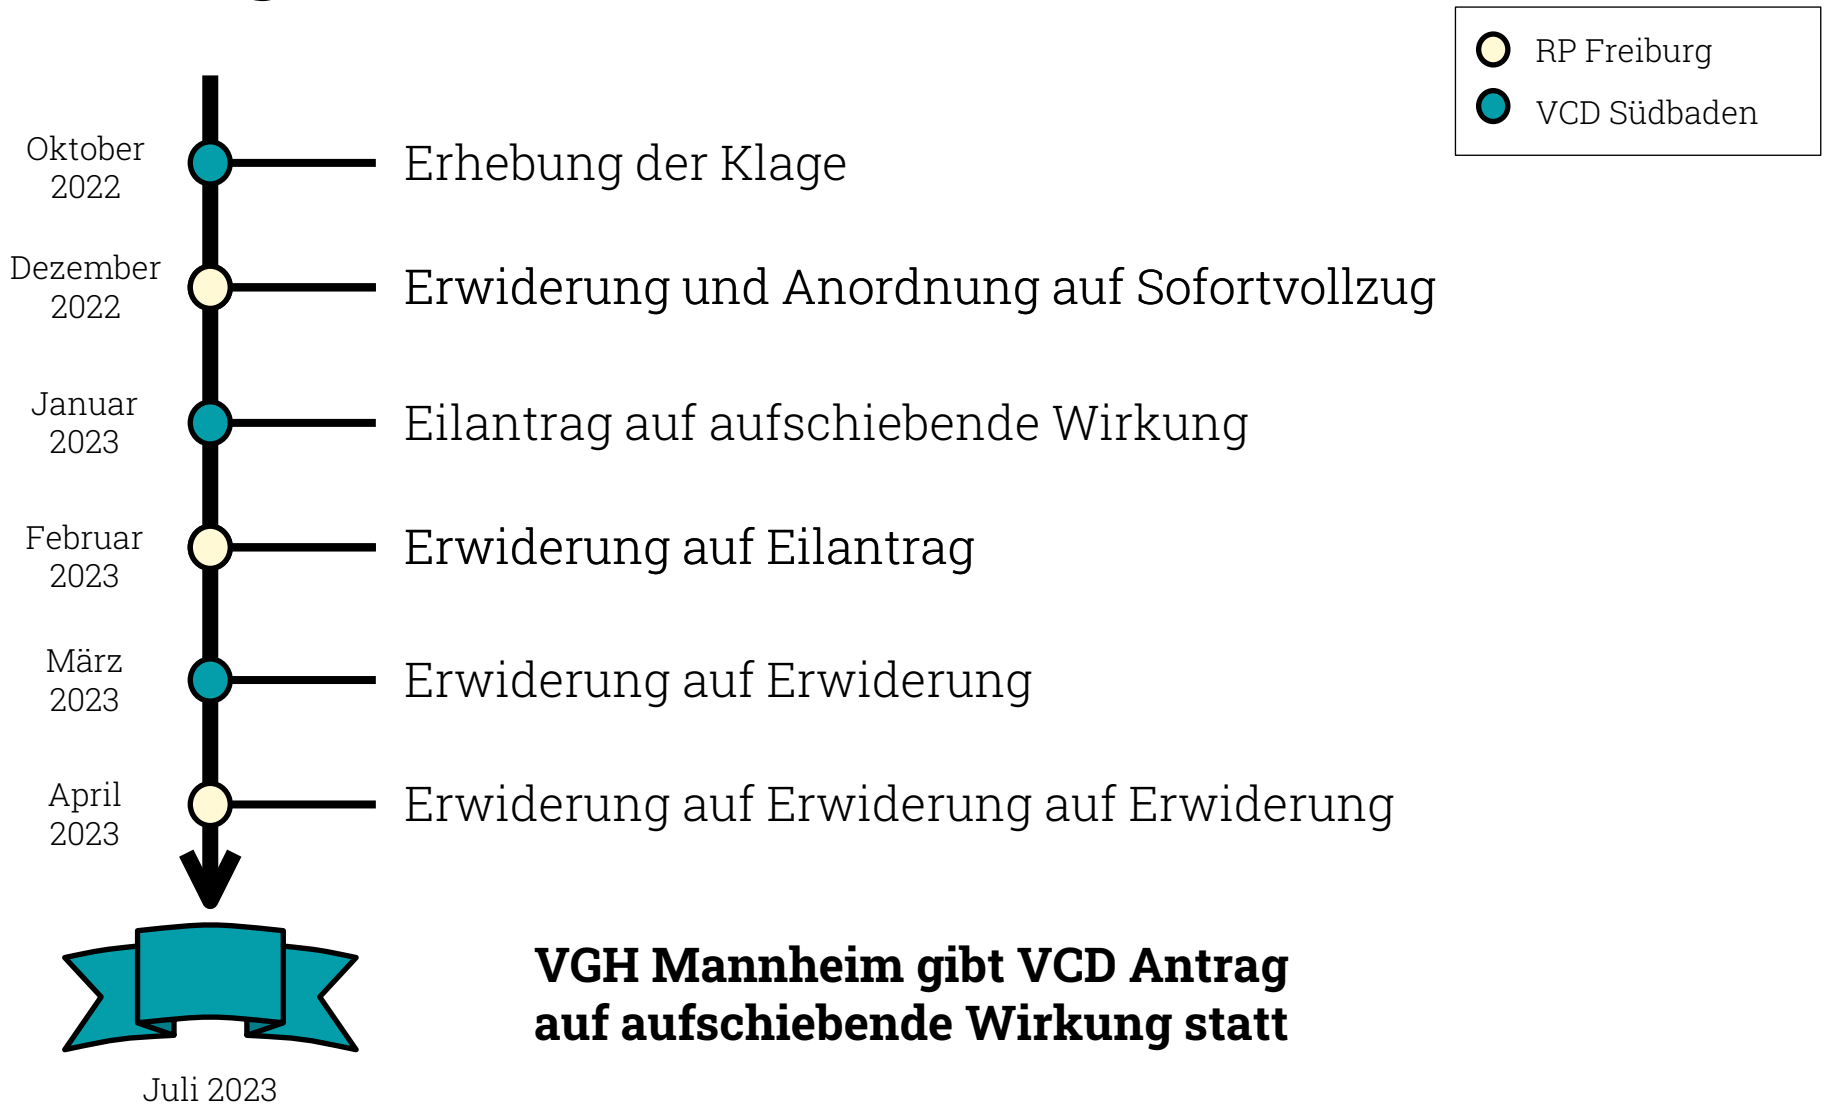 RP Freiburg
VCD Südbaden
Oktober
2022
Erhebung der Klage
Dezember
2022
Erwiderung und Anordnung auf Sofortvollzug
Januar
2023
Eilantrag auf aufschiebende Wirkung
Februar
2023
Erwiderung auf Eilantrag
März
2023
Erwiderung auf Erwiderung
April
2023
Erwiderung auf Erwiderung auf Erwiderung
VGH Mannheim gibt VCD Antrag
auf aufschiebende Wirkung statt
Juli 2023